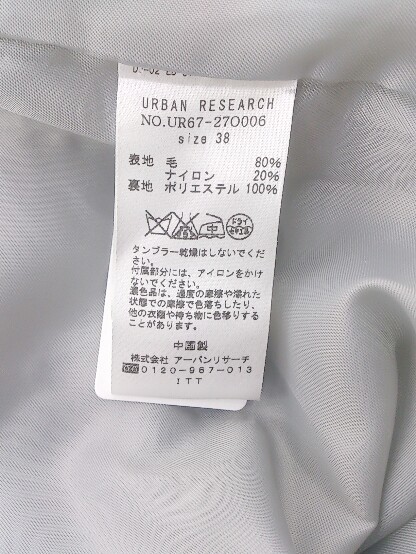 URBAN RESEARCH
NO.UR67-27O006
size 38
表地 毛 80%
ナイロン 20%
裏地 ポリエステル 100%
中
ドライ
タンブラー乾燥はしないでくだ
さい。
付属部分には、アイロンをかけ
ないでください。
濃色品は、過度の摩擦や濡れた
状態での摩擦で色落ちしたり、
他の衣類や持ち物に色移りする
ことがあります。
中国製
株式会社 アーバンリサーチ
0120-967-013
ITT